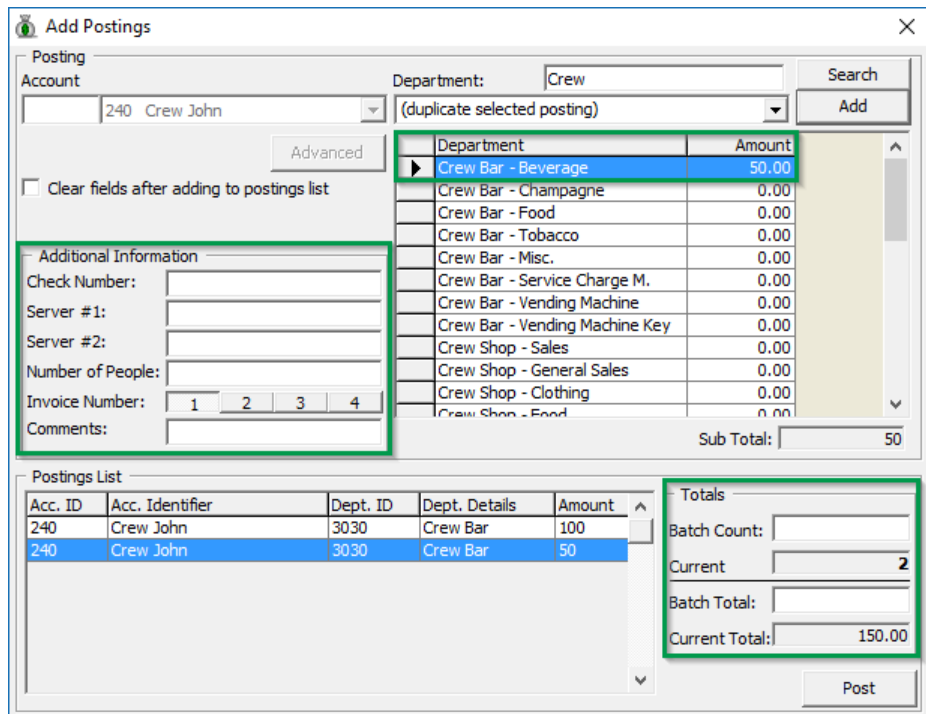 Add Postings
Posting
Account
Department: Crew Search
240 Crew John (duplicate selected posting) Add
Advanced
Clear fields after adding to postings list
Department Amount
Crew Bar - Beverage 50.00
Crew Bar - Champagne 0.00
Crew Bar - Food 0.00
Crew Bar - Tobacco 0.00
Crew Bar - Misc. 0.00
Crew Bar - Service Charge M. 0.00
Crew Bar - Vending Machine 0.00
Crew Bar - Vending Machine Key 0.00
Crew Shop - Sales 0.00
Crew Shop - General Sales 0.00
Crew Shop - Clothing 0.00
Crew Shop - Food 0.00
Sub Total: 50
Additional Information
Check Number:
Server #1:
Server #2:
Number of People:
Invoice Number: 1 2 3 4
Comments:
Postings List
Acc. ID Acc. Identifier Dept. ID Dept. Details Amount
240 Crew John 3030 Crew Bar 100
240 Crew John 3030 Crew Bar 50
Totals
Batch Count:
Current 2
Batch Total:
Current Total: 150.00
Post